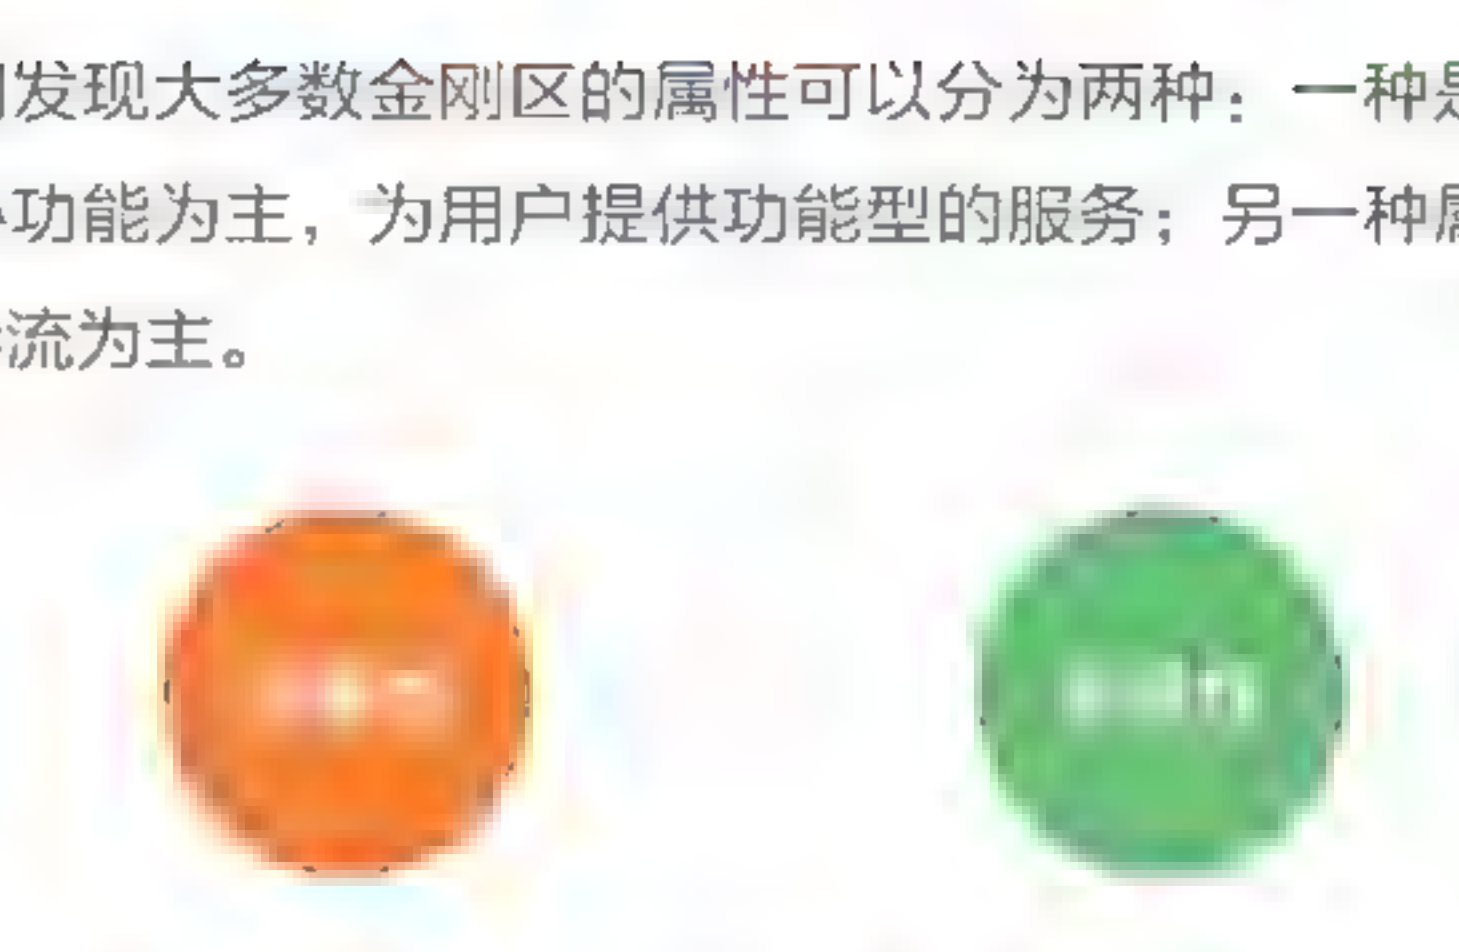 发现大多数金刚区的属性可以分为两种：一种是
功能为主，为用户提供功能型的服务；另一种属
流为主。